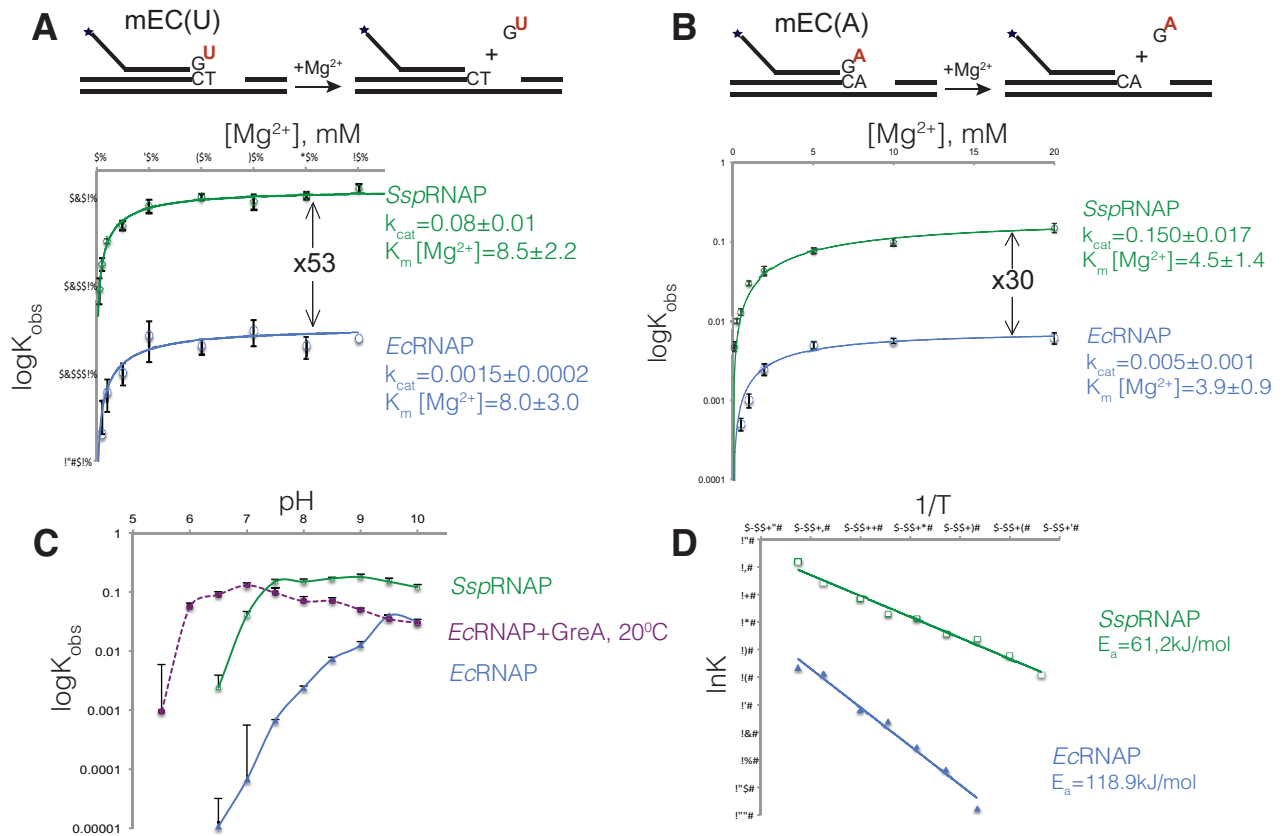 A
mEC(U)
G U
CT
+Mg2+
G U
+
CT
[Mg2+], mM
$% '$% ($% )$% *$% !$%
$&$!%
$&$$!%
$&$$$!%
!"#$!%
logKobs
SspRNAP
kcat=0.08±0.01
Km [Mg2+]=8.5±2.2
x53
EcRNAP
kcat=0.0015±0.0002
Km [Mg2+]=8.0±3.0
B
mEC(A)
G A
CA
+Mg2+
G A
+
CA
[Mg2+], mM
0 5 10 15 20
1
0.1
0.01
0.001
0.0001
logKobs
SspRNAP
kcat=0.150±0.017
Km [Mg2+]=4.5±1.4
x30
EcRNAP
kcat=0.005±0.001
Km [Mg2+]=3.9±0.9
C
pH
5 6 7 8 9 10
1
0.1
0.01
0.001
0.0001
0.00001
logKobs
SspRNAP
EcRNAP+GreA, 20⁰C
EcRNAP
D
1/T
$-$$+"# $-$$+,# $-$$++# $-$$+*# $-$$+)# $-$$+(# $-$$+'#
!"#
!,#
!+#
!*#
!)#
!(#
!'#
!&#
!%#
!"$#
!""#
lnK
SspRNAP
Ea=61,2kJ/mol
EcRNAP
Ea=118.9kJ/mol